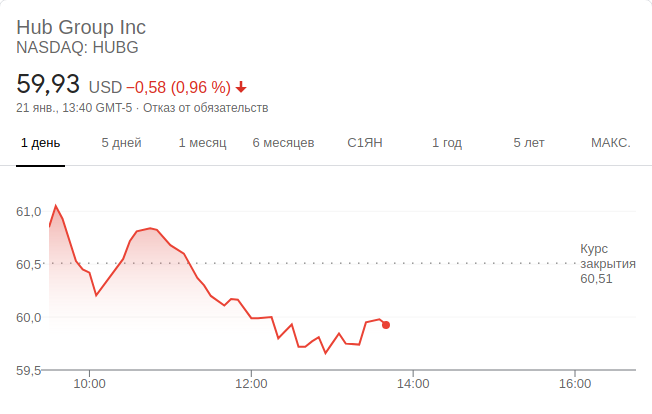 Hub Group Inc
NASDAQ: HUBG
59,93 USD −0,58 (0,96 %)
21 янв., 13:40 GMT-5 · Отказ от обязательств
1 день 5 дней 1 месяц 6 месяцев С1ЯН 1 год 5 лет МАКС.
61,0
60,5
60,0
59,5
Курс
закрытия
60,51
10:00 12:00 14:00 16:00